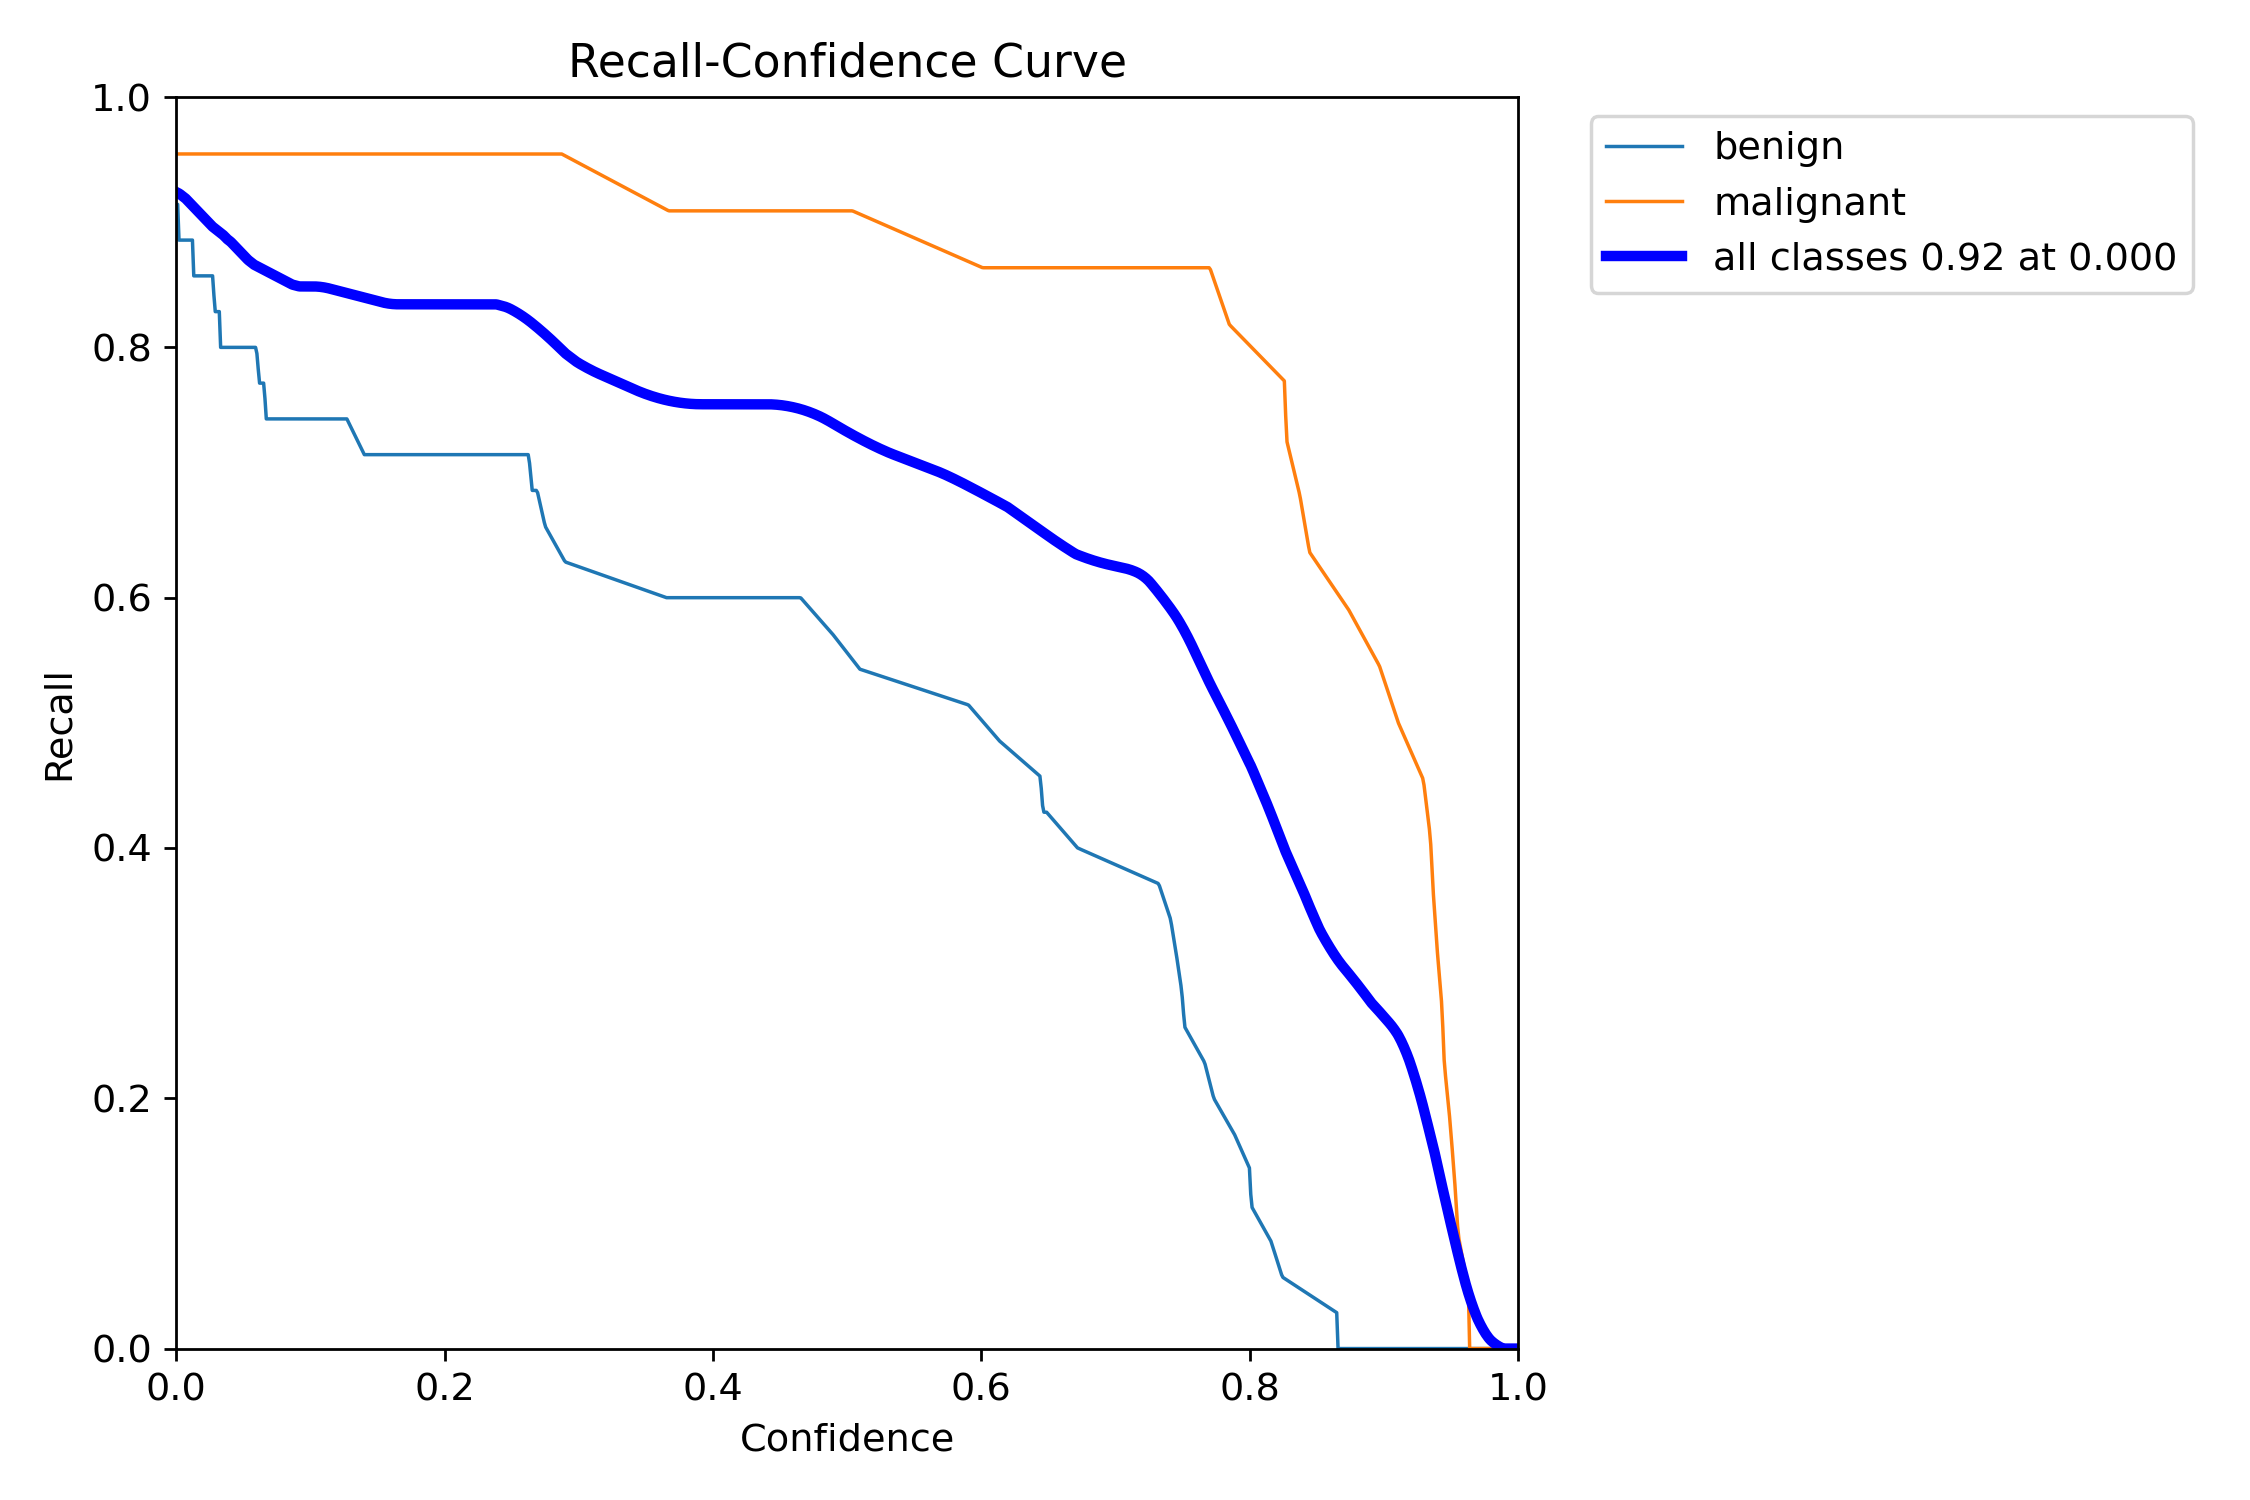 Recall-Confidence Curve
1.0
0.8
0.6
0.4
0.2
0.0
Recall
0.0 0.2 0.4 0.6 0.8 1.0
Confidence
benign
malignant
all classes 0.92 at 0.000